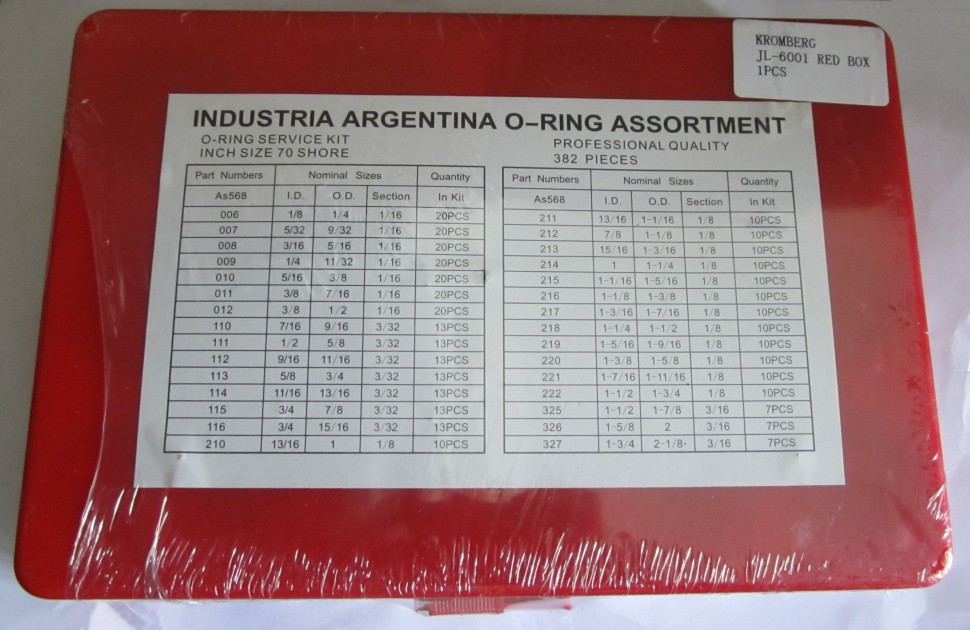 KROMBERG
JL-6001 RED BOX
1PCS
INDUSTRIA ARGENTINA O-RING ASSORTMENT
O-RING SERVICE KIT
INCH SIZE 70 SHORE
PROFESSIONAL QUALITY
382 PIECES
Part Numbers Nominal Sizes Quantity
As568 I.D. O.D. Section In Kit
006 1/8 1/4 1/16 20PCS
007 5/32 9/32 1/16 20PCS
008 3/16 5/16 1/16 20PCS
009 1/4 11/32 1/16 20PCS
010 5/16 3/8 1/16 20PCS
011 3/8 7/16 1/16 20PCS
012 3/8 1/2 1/16 20PCS
110 7/16 9/16 3/32 13PCS
111 1/2 5/8 3/32 13PCS
112 9/16 11/16 3/32 13PCS
113 5/8 3/4 3/32 13PCS
114 11/16 13/16 3/32 13PCS
115 3/4 7/8 3/32 13PCS
116 3/4 15/16 3/32 13PCS
210 13/16 1 1/8 10PCS
Part Numbers Nominal Sizes Quantity
As568 I.D. O.D. Section In Kit
211 13/16 1-1/16 1/8 10PCS
212 7/8 1-1/8 1/8 10PCS
213 15/16 1-3/16 1/8 10PCS
214 1 1-1/4 1/8 10PCS
215 1-1/16 1-5/16 1/8 10PCS
216 1-1/8 1-3/8 1/8 10PCS
217 1-3/16 1-7/16 1/8 10PCS
218 1-1/4 1-1/2 1/8 10PCS
219 1-5/16 1-9/16 1/8 10PCS
220 1-3/8 1-5/8 1/8 10PCS
221 1-7/16 1-11/16 1/8 10PCS
222 1-1/2 1-3/4 1/8 10PCS
325 1-1/2 1-7/8 3/16 7PCS
326 1-5/8 2 3/16 7PCS
327 1-3/4 2-1/8 3/16 7PCS